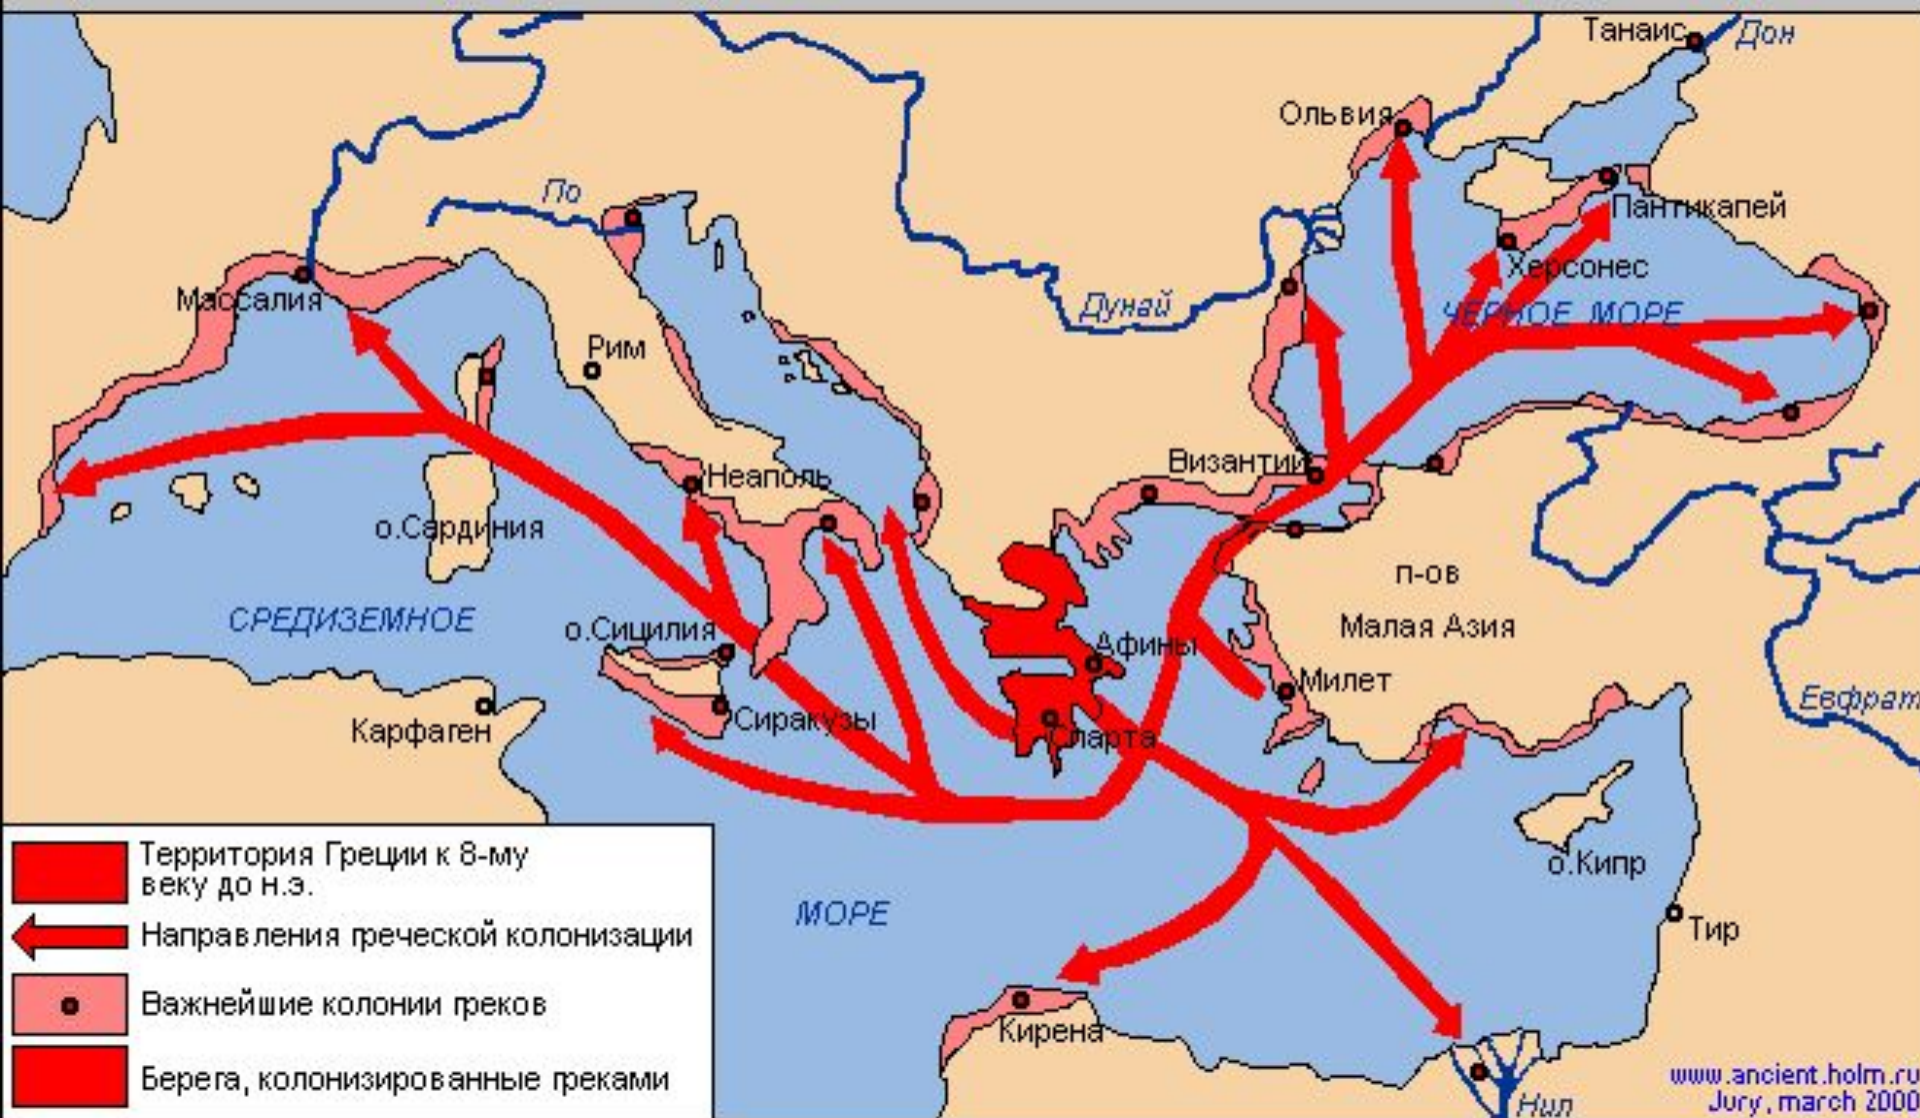 Танаис
Дон
Ольвия
По
Пантикапей
Херсонес
Массалия
Дунай
ЧЕРНОЕ МОРЕ
Рим
Византий
Неаполь
о.Сардиния
п-ов
Малая Азия
СРЕДИЗЕМНОЕ
о.Сицилия
Афины
Милет
Евфрат
Карфаген
Сиракузы
Спарта
о.Кипр
Территория Греции к 8-му
веку до н.э.
МОРЕ
Тир
Направления греческой колонизации
Важнейшие колонии греков
Кирена
Берега, колонизированные греками
www.ancient.holm.ru
Jury, march 2000
Нил